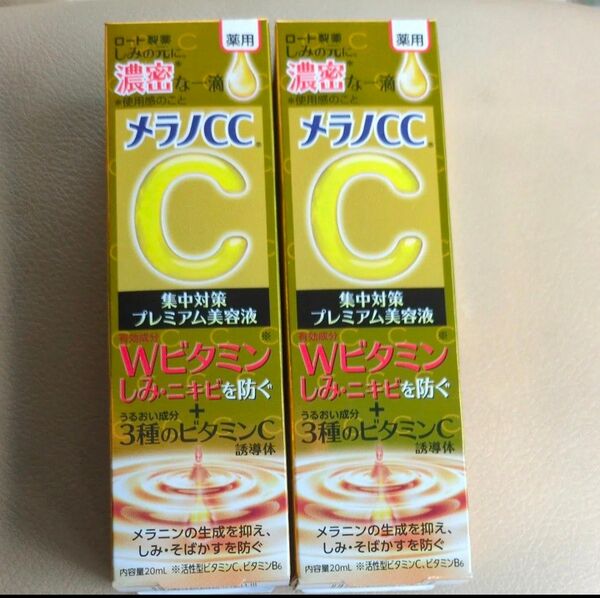 ロート製薬
薬用
しみの元に。
濃密な一滴
※使用感のこと
メラノCC
C
集中対策
プレミアム美容液
有効成分
Wビタミン※
しみ・ニキビを防ぐ
+
うるおい成分
3種のビタミンC
誘導体
メラニンの生成を抑え、
しみ・そばかすを防ぐ
内容量20mL ※活性型ビタミンC、ビタミンB6
ロート製薬
薬用
しみの元に。
濃密な一滴
※使用感のこと
メラノCC
C
集中対策
プレミアム美容液
有効成分
Wビタミン※
しみ・ニキビを防ぐ
+
うるおい成分
3種のビタミンC
誘導体
メラニンの生成を抑え、
しみ・そばかすを防ぐ
内容量20mL ※活性型ビタミンC、ビタミンB6